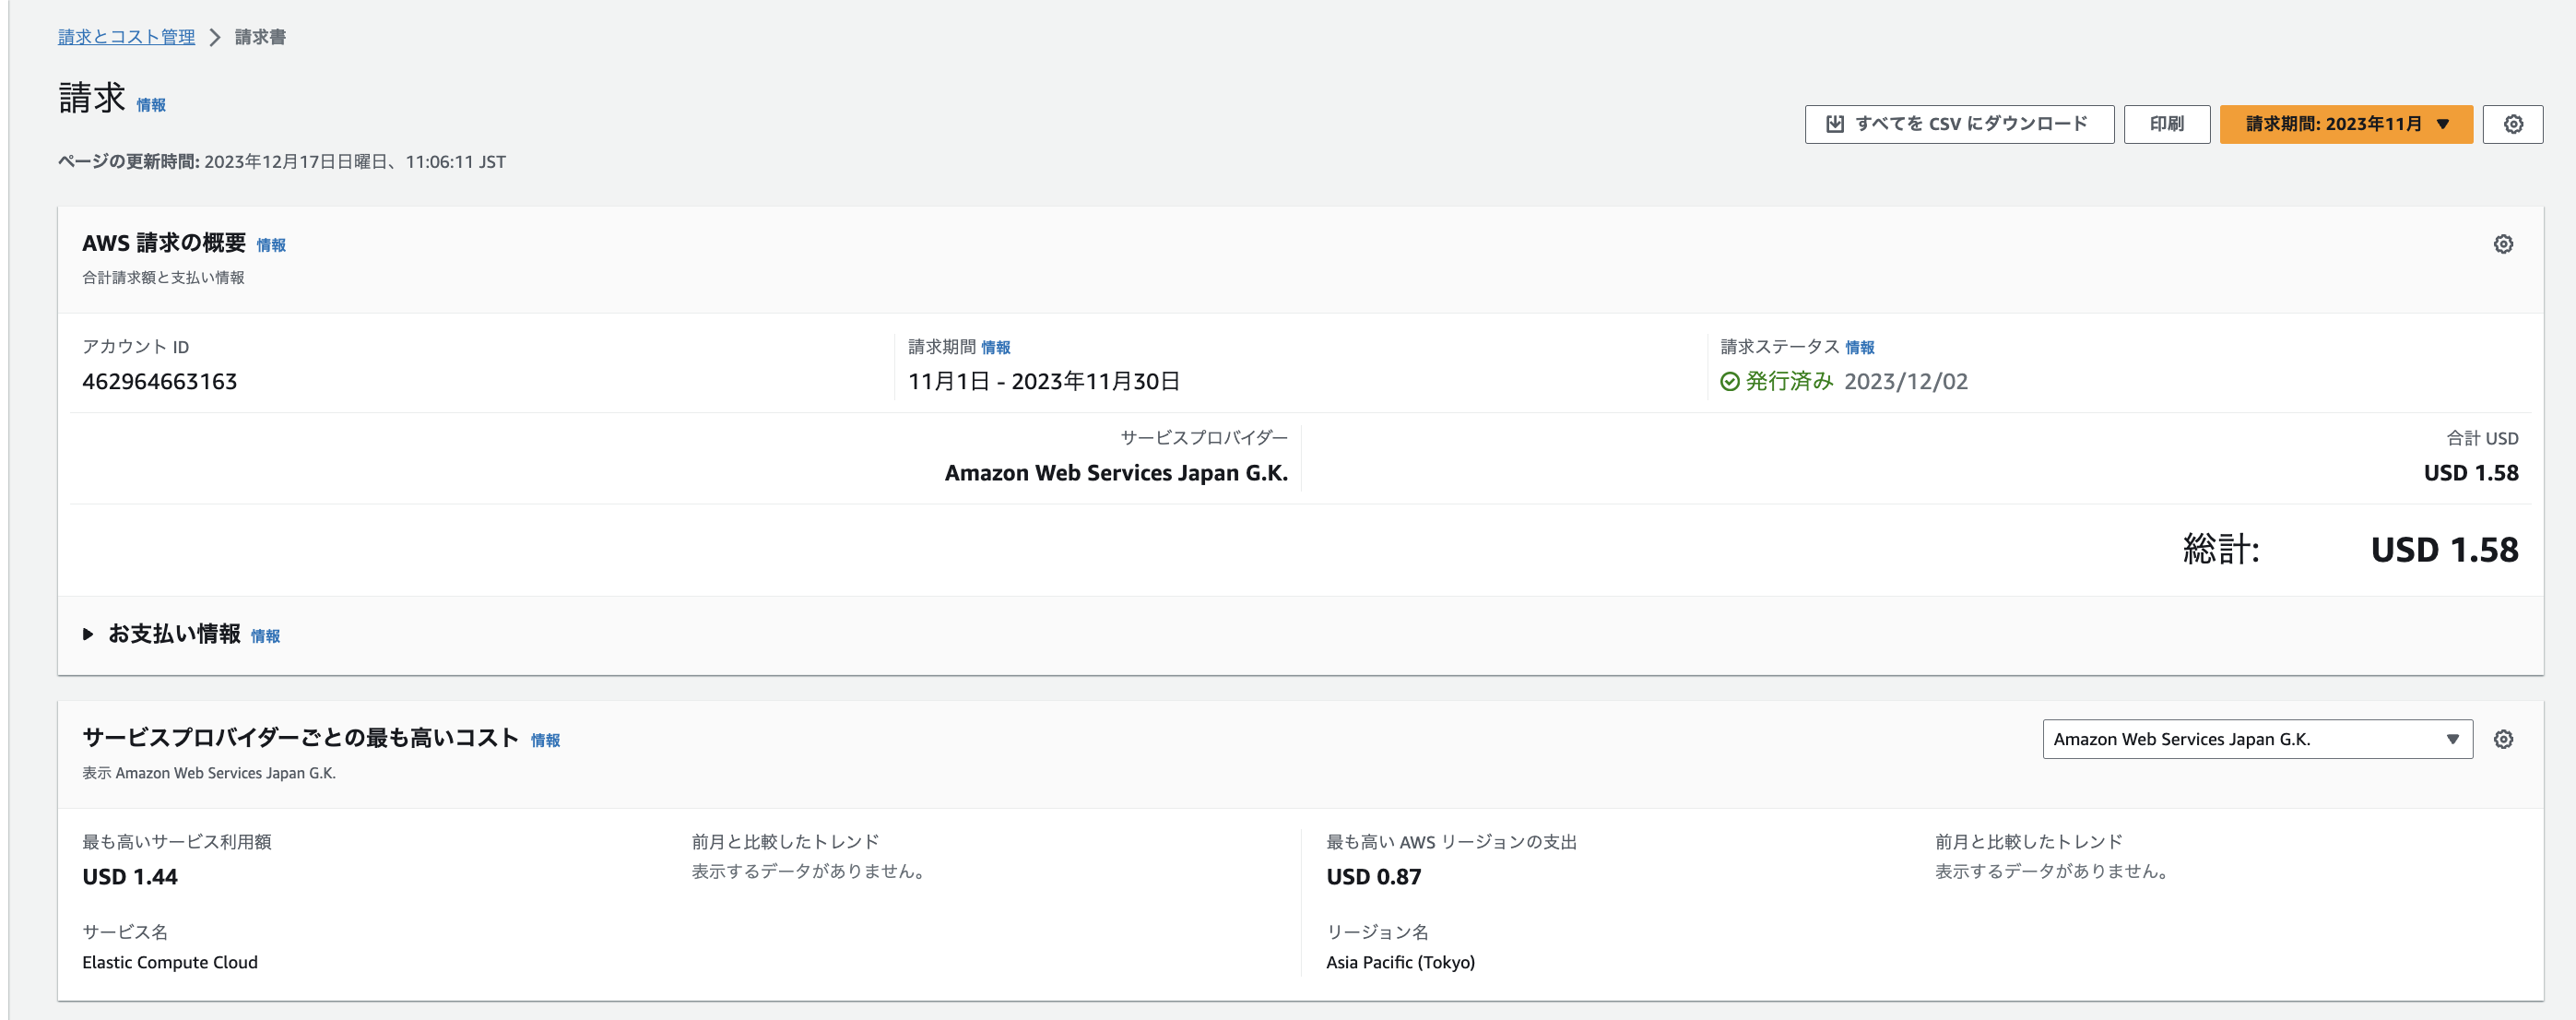 請求とコスト管理 > 請求書
請求 情報
ページの更新時間: 2023年12月17日日曜日、11:06:11 JST
すべてを CSV にダウンロード
印刷
請求期間: 2023年11月
AWS 請求の概要 情報
合計請求額と支払い情報
アカウント ID
462964663163
請求期間 情報
11月1日 - 2023年11月30日
請求ステータス 情報
発行済み 2023/12/02
サービスプロバイダー
Amazon Web Services Japan G.K.
合計 USD
USD 1.58
総計: USD 1.58
お支払い情報 情報
サービスプロバイダーごとの最も高いコスト 情報
表示 Amazon Web Services Japan G.K.
Amazon Web Services Japan G.K.
最も高いサービス利用額
USD 1.44
前月と比較したトレンド
表示するデータがありません。
サービス名
Elastic Compute Cloud
最も高い AWS リージョンの支出
USD 0.87
前月と比較したトレンド
表示するデータがありません。
リージョン名
Asia Pacific (Tokyo)